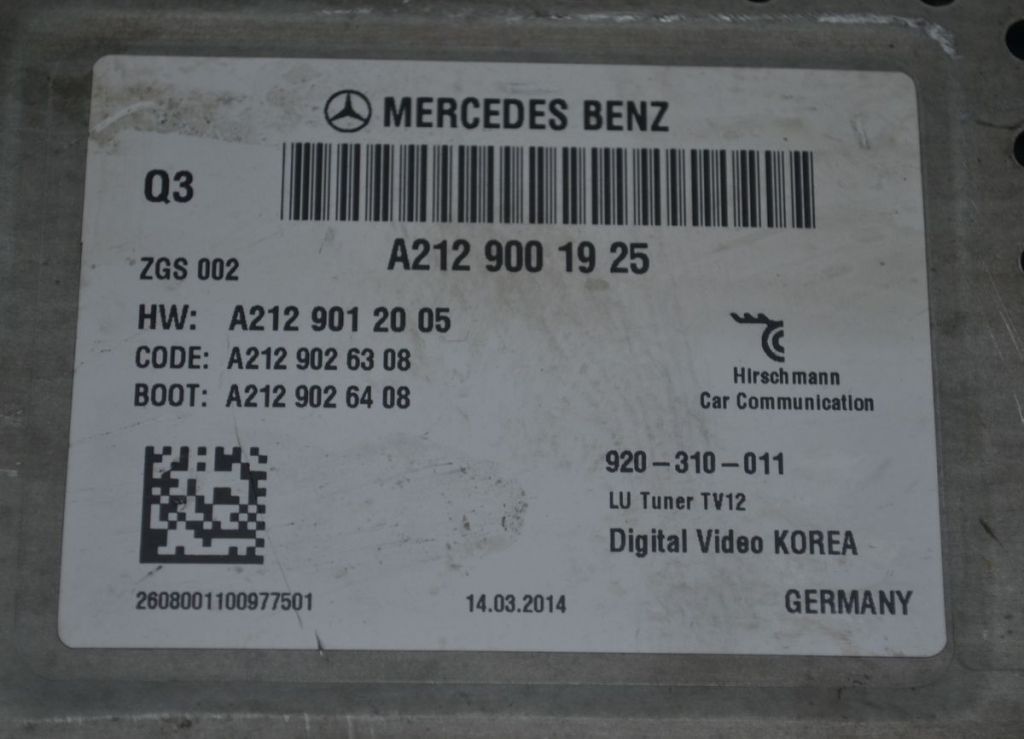 MERCEDES BENZ
Q3
A212 900 19 25
ZGS 002
HW: A212 901 20 05
CODE: A212 902 63 08
BOOT: A212 902 64 08
Hirschmann
Car Communication
920-310-011
LU Tuner TV12
Digital Video KOREA
2608001100977501
14.03.2014
GERMANY